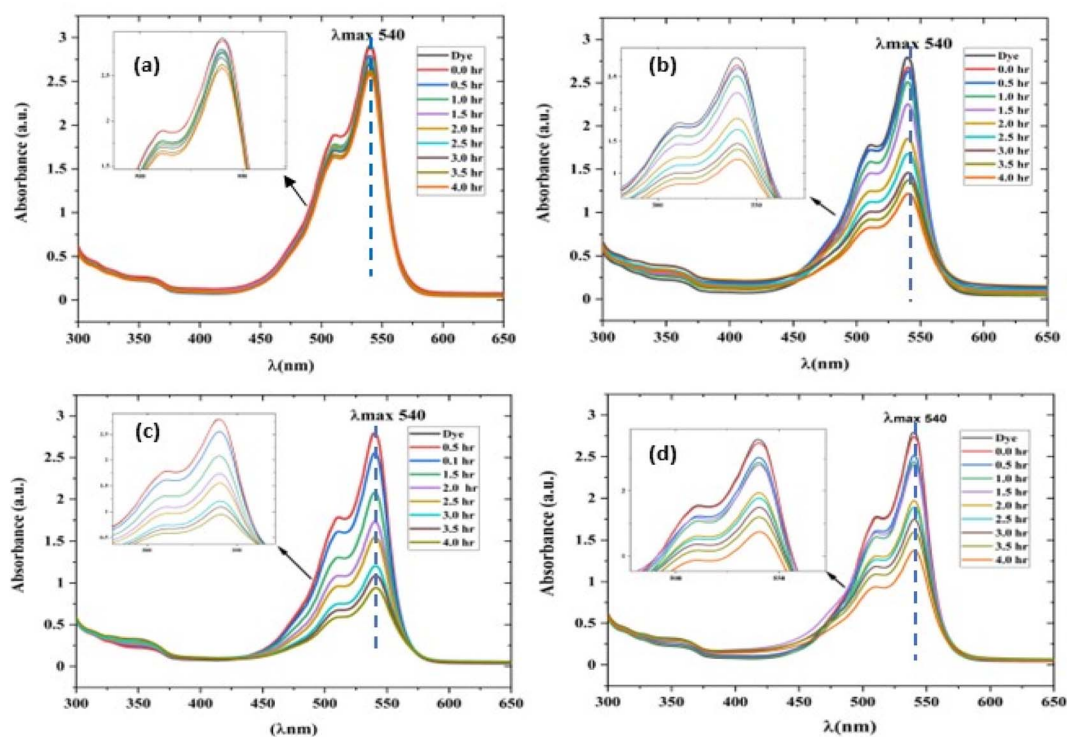 λmax 540
(a)
Dye
0.0 hr
0.5 hr
1.0 hr
1.5 hr
2.0 hr
2.5 hr
3.0 hr
3.5 hr
4.0 hr
3
2.5
2
1.5
1
0.5
0
Absorbance (a.u.)
300 350 400 450 500 550 600 650
λ(nm)
λmax 540
(b)
Dye
0.0 hr
0.5 hr
1.0 hr
1.5 hr
2.0 hr
2.5 hr
3.0 hr
3.5 hr
4.0 hr
3
2.5
2
1.5
1
0.5
0
Absorbance (a.u.)
300 350 400 450 500 550 600 650
λ(nm)
λmax 540
(c)
Dye
0.5 hr
0.1 hr
1.5 hr
2.0 hr
2.5 hr
3.0 hr
3.5 hr
4.0 hr
3
2.5
2
1.5
1
0.5
0
Absorbance (a.u.)
300 350 400 450 500 550 600 650
(λnm)
λmax 540
(d)
Dye
0.0 hr
0.5 hr
1.0 hr
1.5 hr
2.0 hr
2.5 hr
3.0 hr
3.5 hr
4.0 hr
3
2.5
2
1.5
1
0.5
0
Absorbance (a.u.)
300 350 400 450 500 550 600 650
λ(nm)